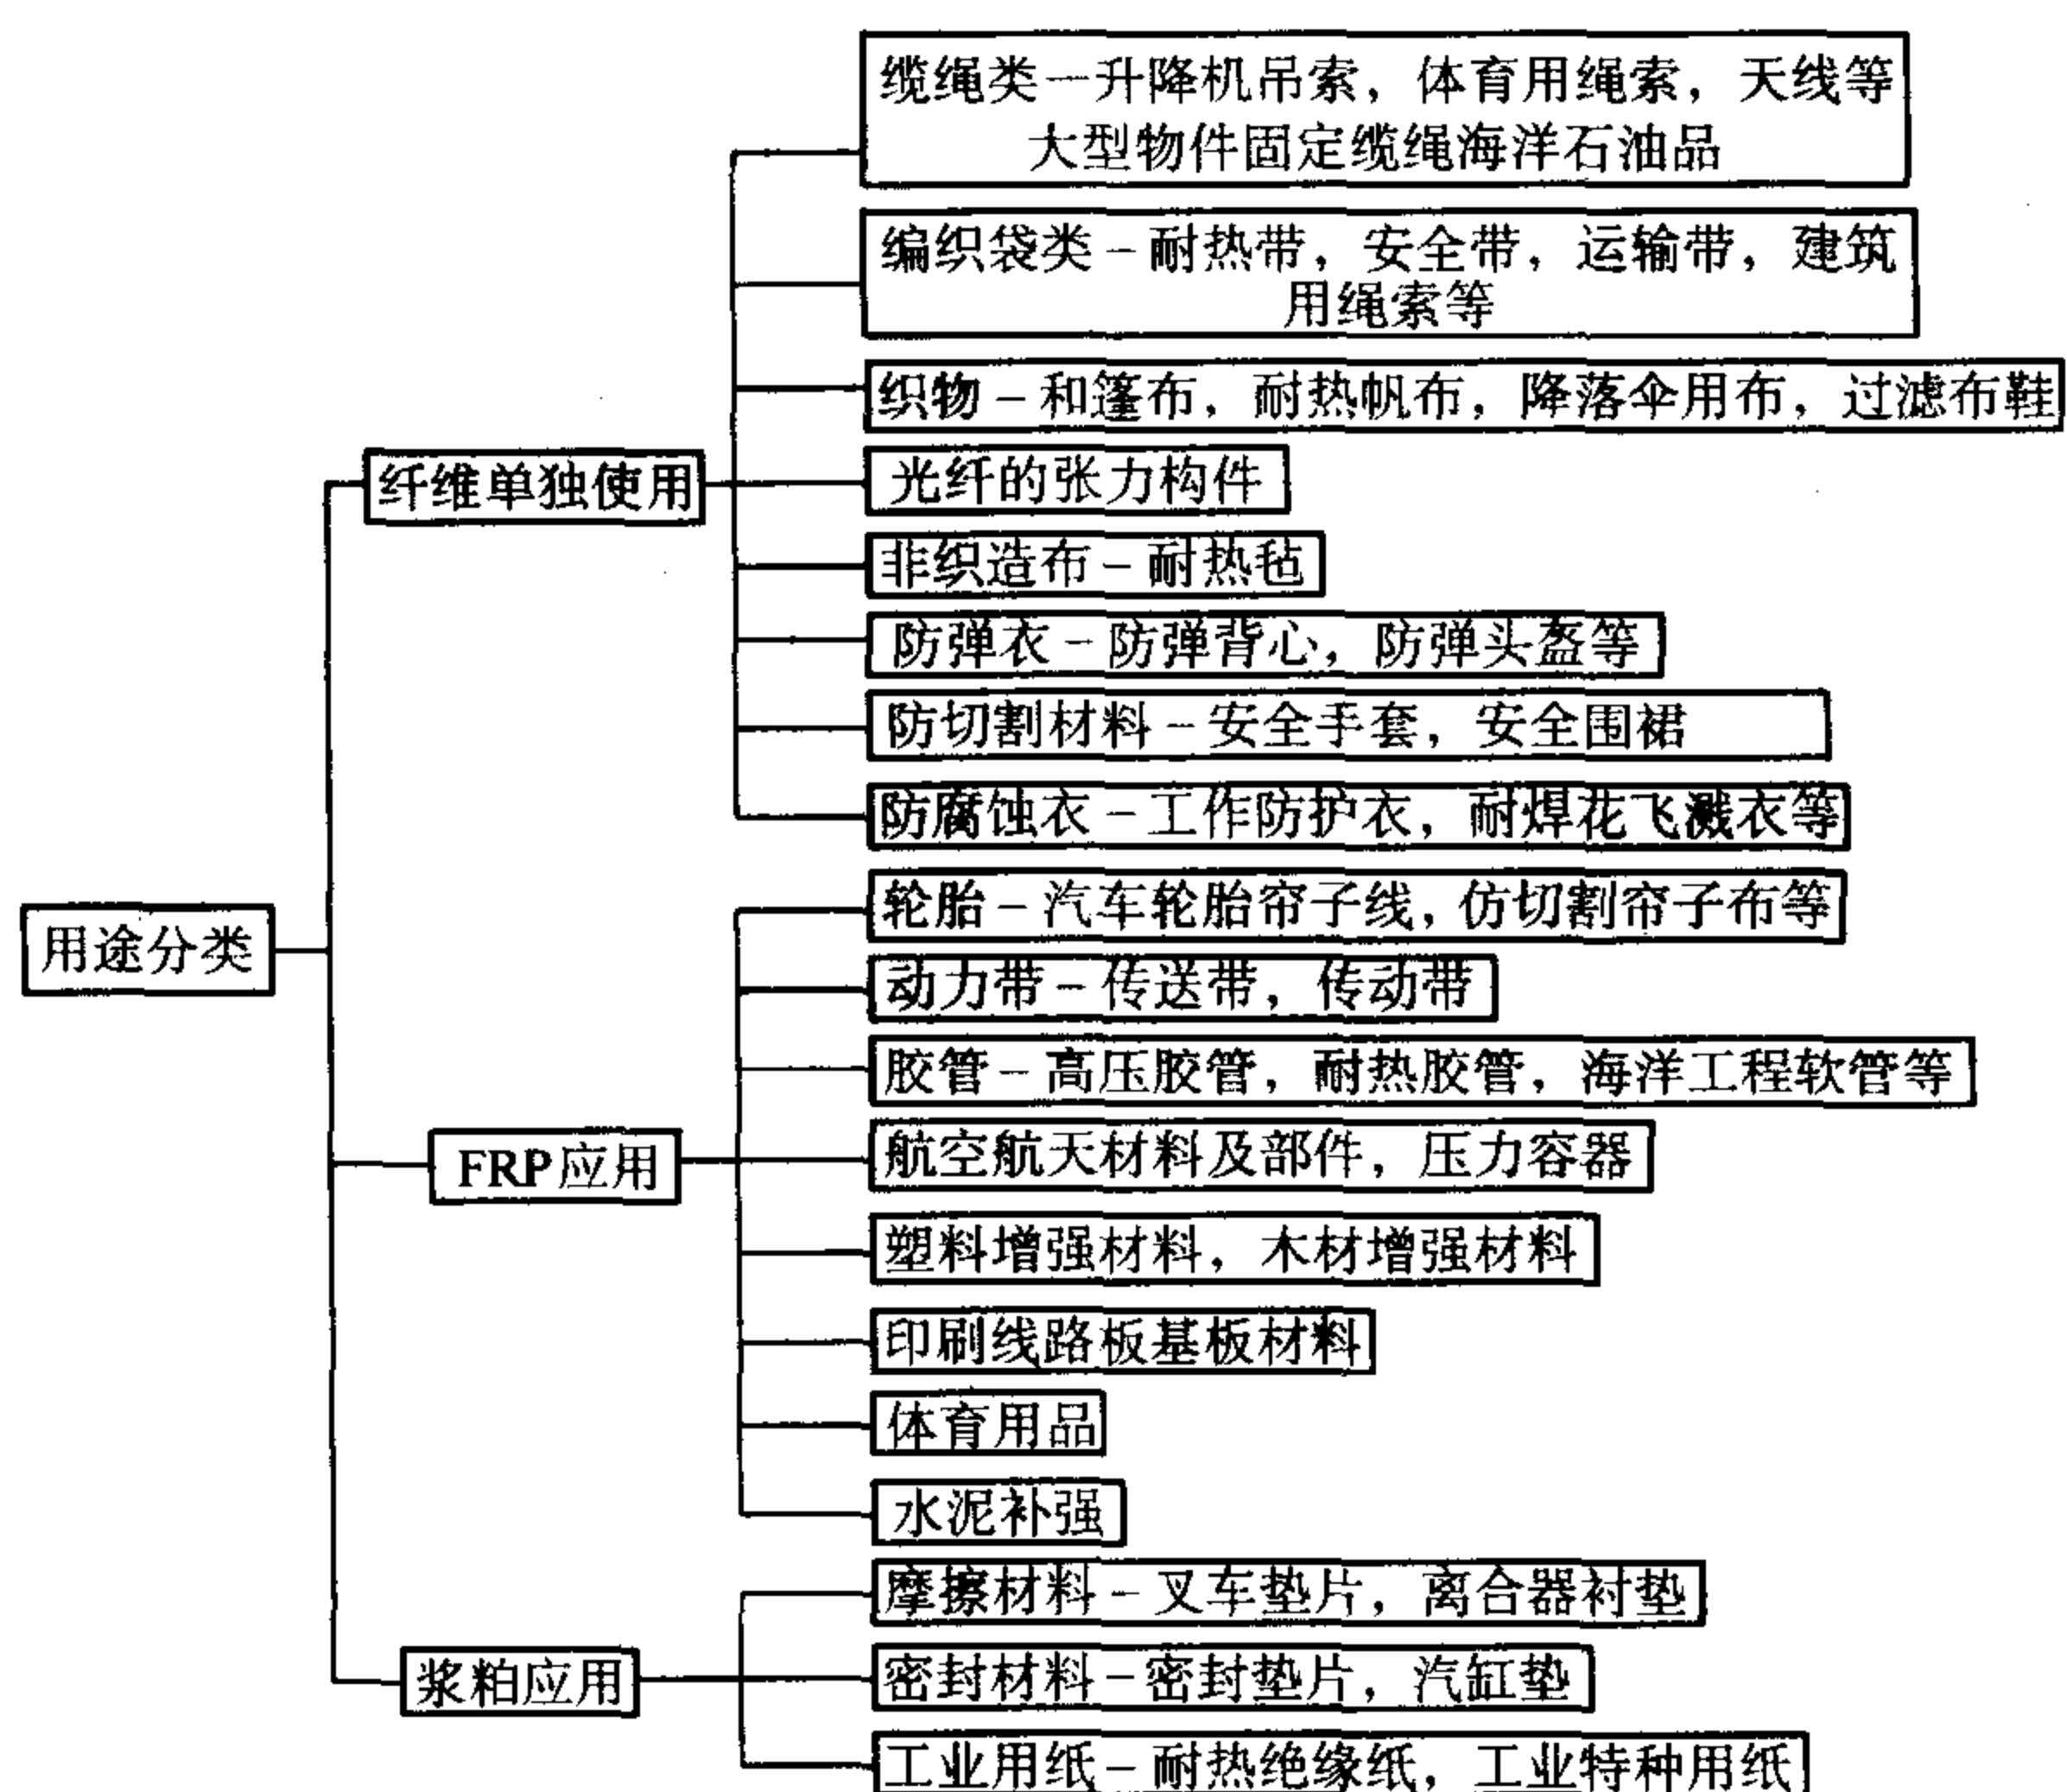 缆绳类一升降机吊索，体育用绳索，天线等
大型物件固定缆绳海洋石油品
编织袋类－耐热带，安全带，运输带，建筑
用绳索等
织物－和篷布，耐热帆布，降落伞用布，过滤布鞋
纤维单独使用
光纤的张力构件
非织造布－耐热毡
防弹衣－防弹背心，防弹头盔等
防切割材料－安全手套，安全围裙
防腐蚀衣－工作防护衣，耐焊花飞溅衣等
用途分类
轮胎－汽车轮胎帘子线，仿切割帘子布等
动力带－传送带，传动带
胶管－高压胶管，耐热胶管，海洋工程软管等
FRP应用
航空航天材料及部件，压力容器
塑料增强材料，木材增强材料
印刷线路板基板材料
体育用品
水泥补强
浆粕应用
摩擦材料－叉车垫片，离合器衬垫
密封材料－密封垫片，汽缸垫
工业用纸－耐热绝缘纸，工业特种用纸